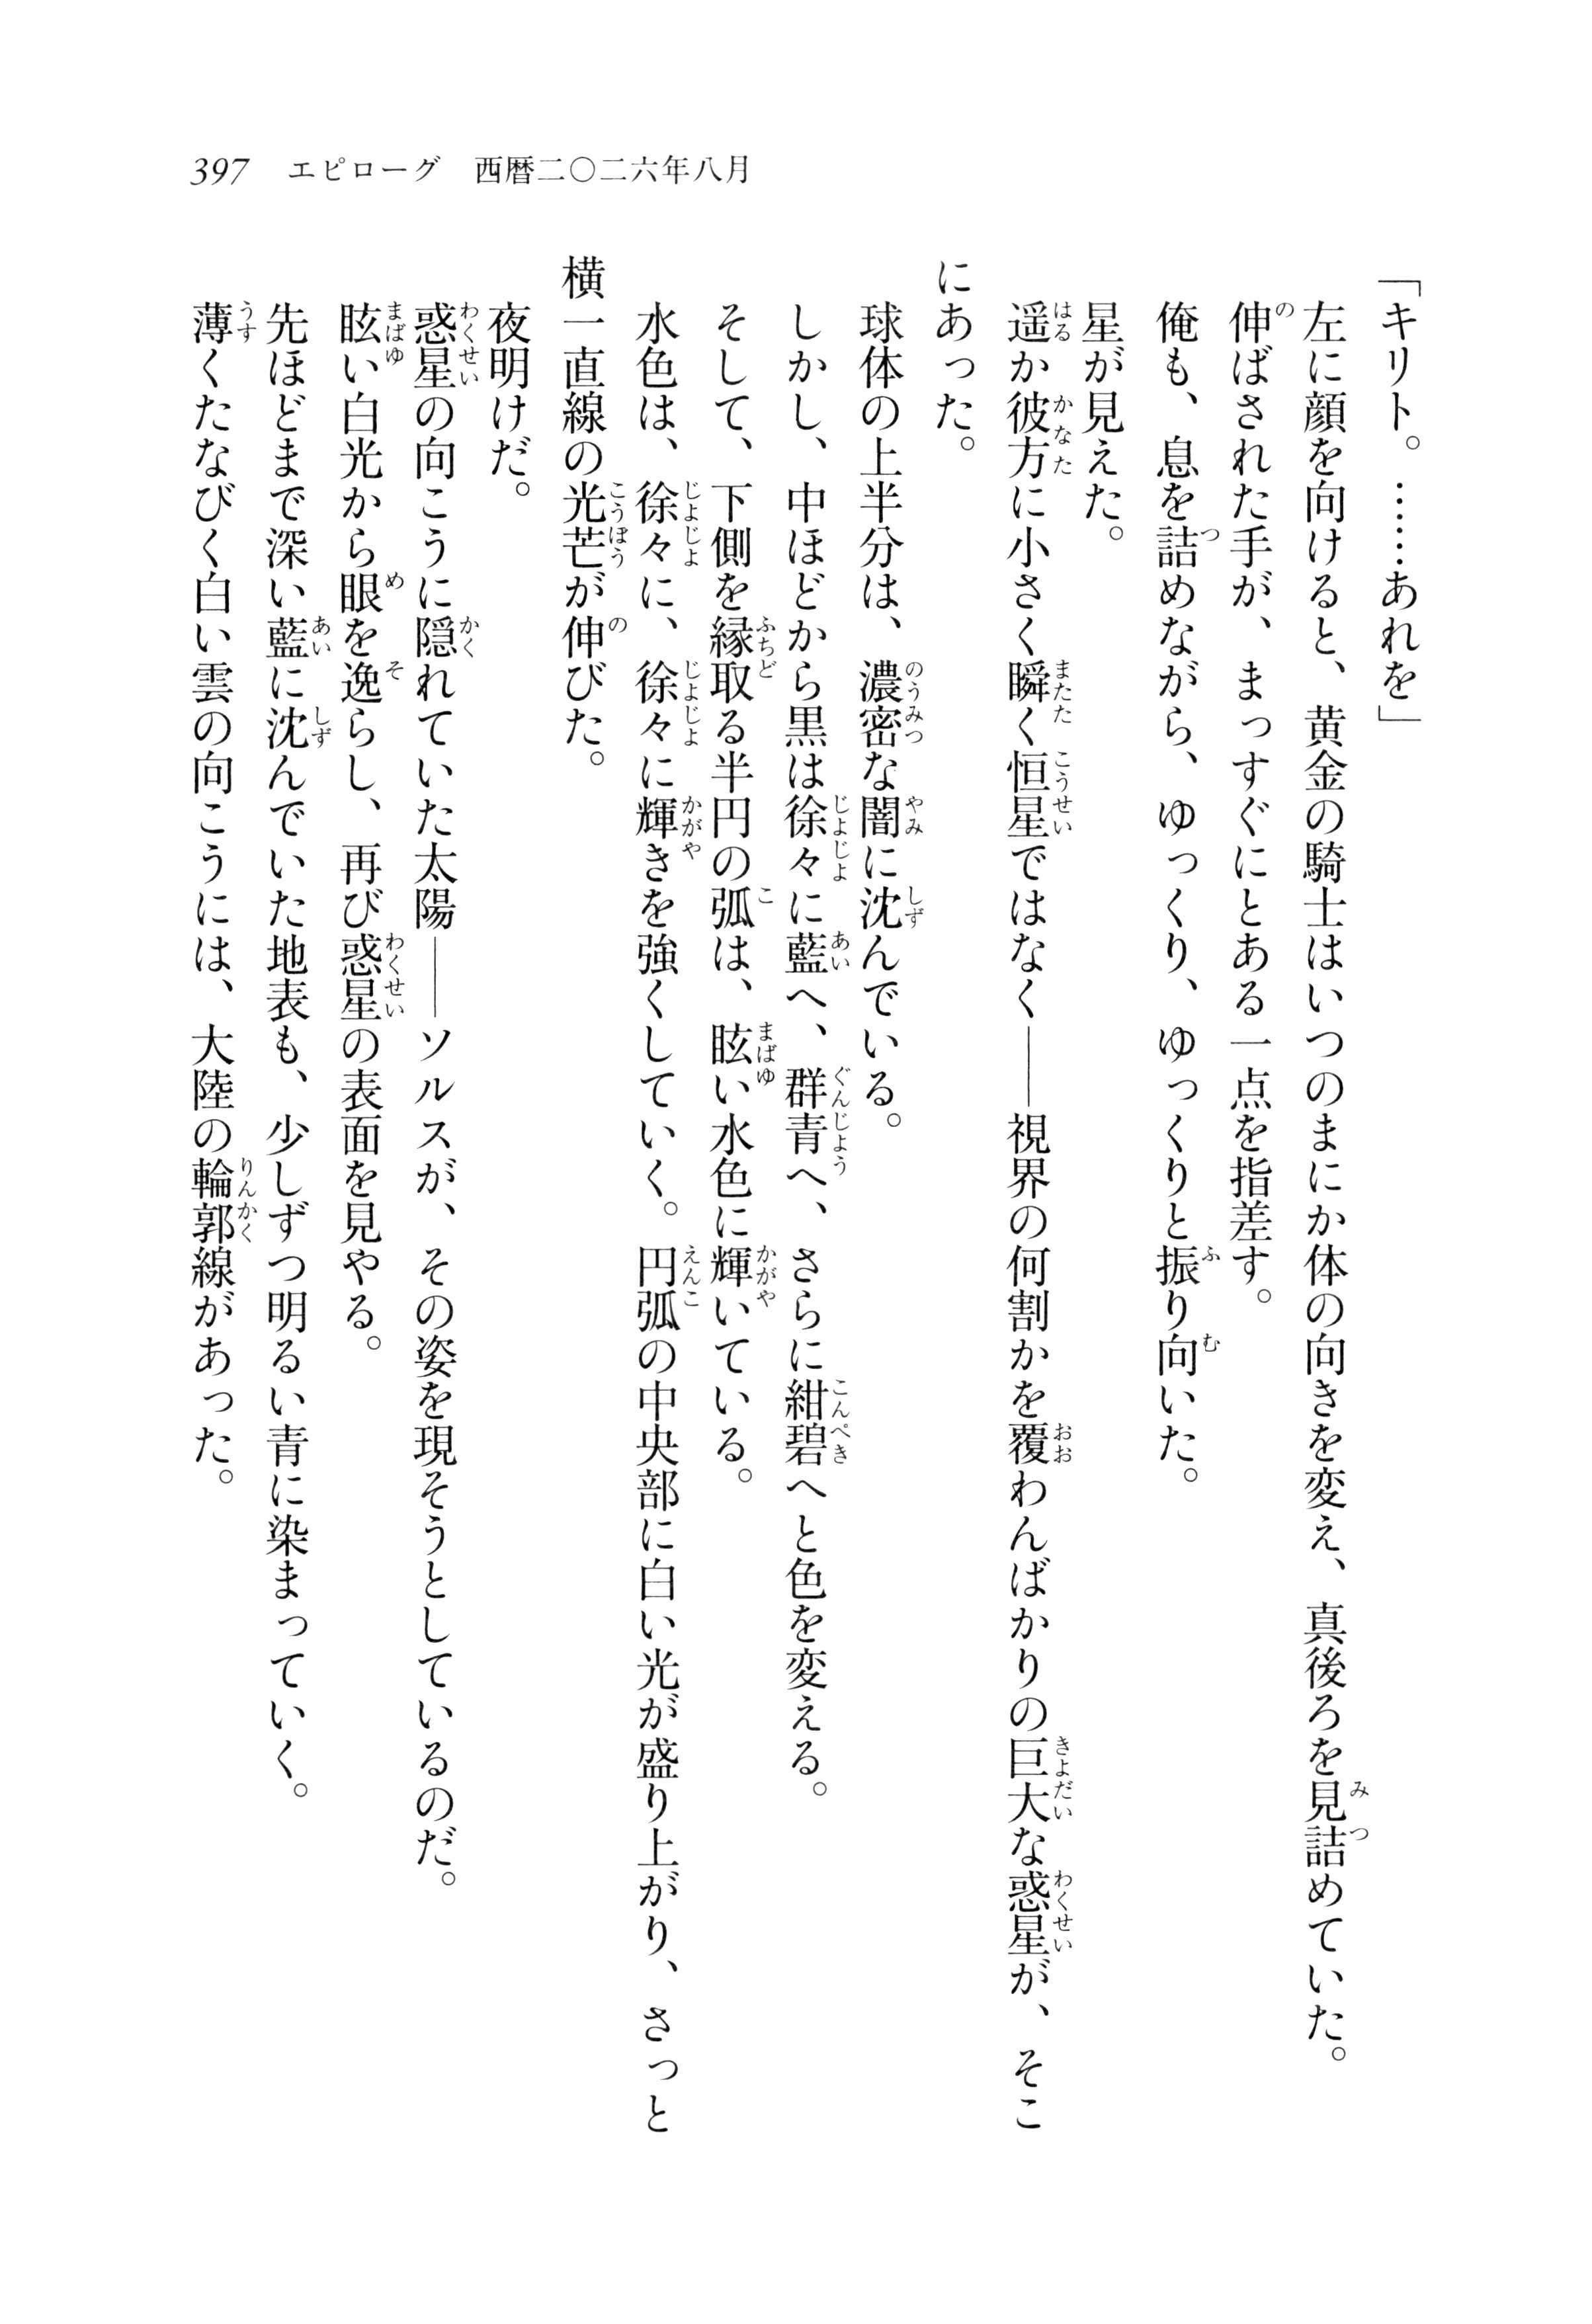 397 エピローグ 西暦二〇二六年八月
「キリト。……あれを」
左に顔を向けると、黄金の騎士はいつのまにか体の向きを変え、真後ろを見詰めていた。
伸ばされた手が、まっすぐにとある一点を指差す。
俺も、息を詰めながら、ゆっくり、ゆっくりと振り向いた。
星が見えた。
遥か彼方に小さく瞬く恒星ではなく――視界の何割かを覆わんばかりの巨大な惑星が、そこ
にあった。
球体の上半分は、濃密な闇に沈んでいる。
しかし、中ほどから黒は徐々に藍へ、群青へ、さらに紺碧へと色を変える。
そして、下側を縁取る半円の弧は、眩い水色に輝いている。
水色は、徐々に、徐々に輝きを強くしていく。円弧の中央部に白い光が盛り上がり、さっと
横一直線の光芒が伸びた。
夜明けだ。
惑星の向こうに隠れていた太陽――ソルスが、その姿を現そうとしているのだ。
眩い白光から眼を逸らし、再び惑星の表面を見やる。
先ほどまで深い藍に沈んでいた地表も、少しずつ明るい青に染まっていく。
薄くたなびく白い雲の向こうには、大陸の輪郭線があった。